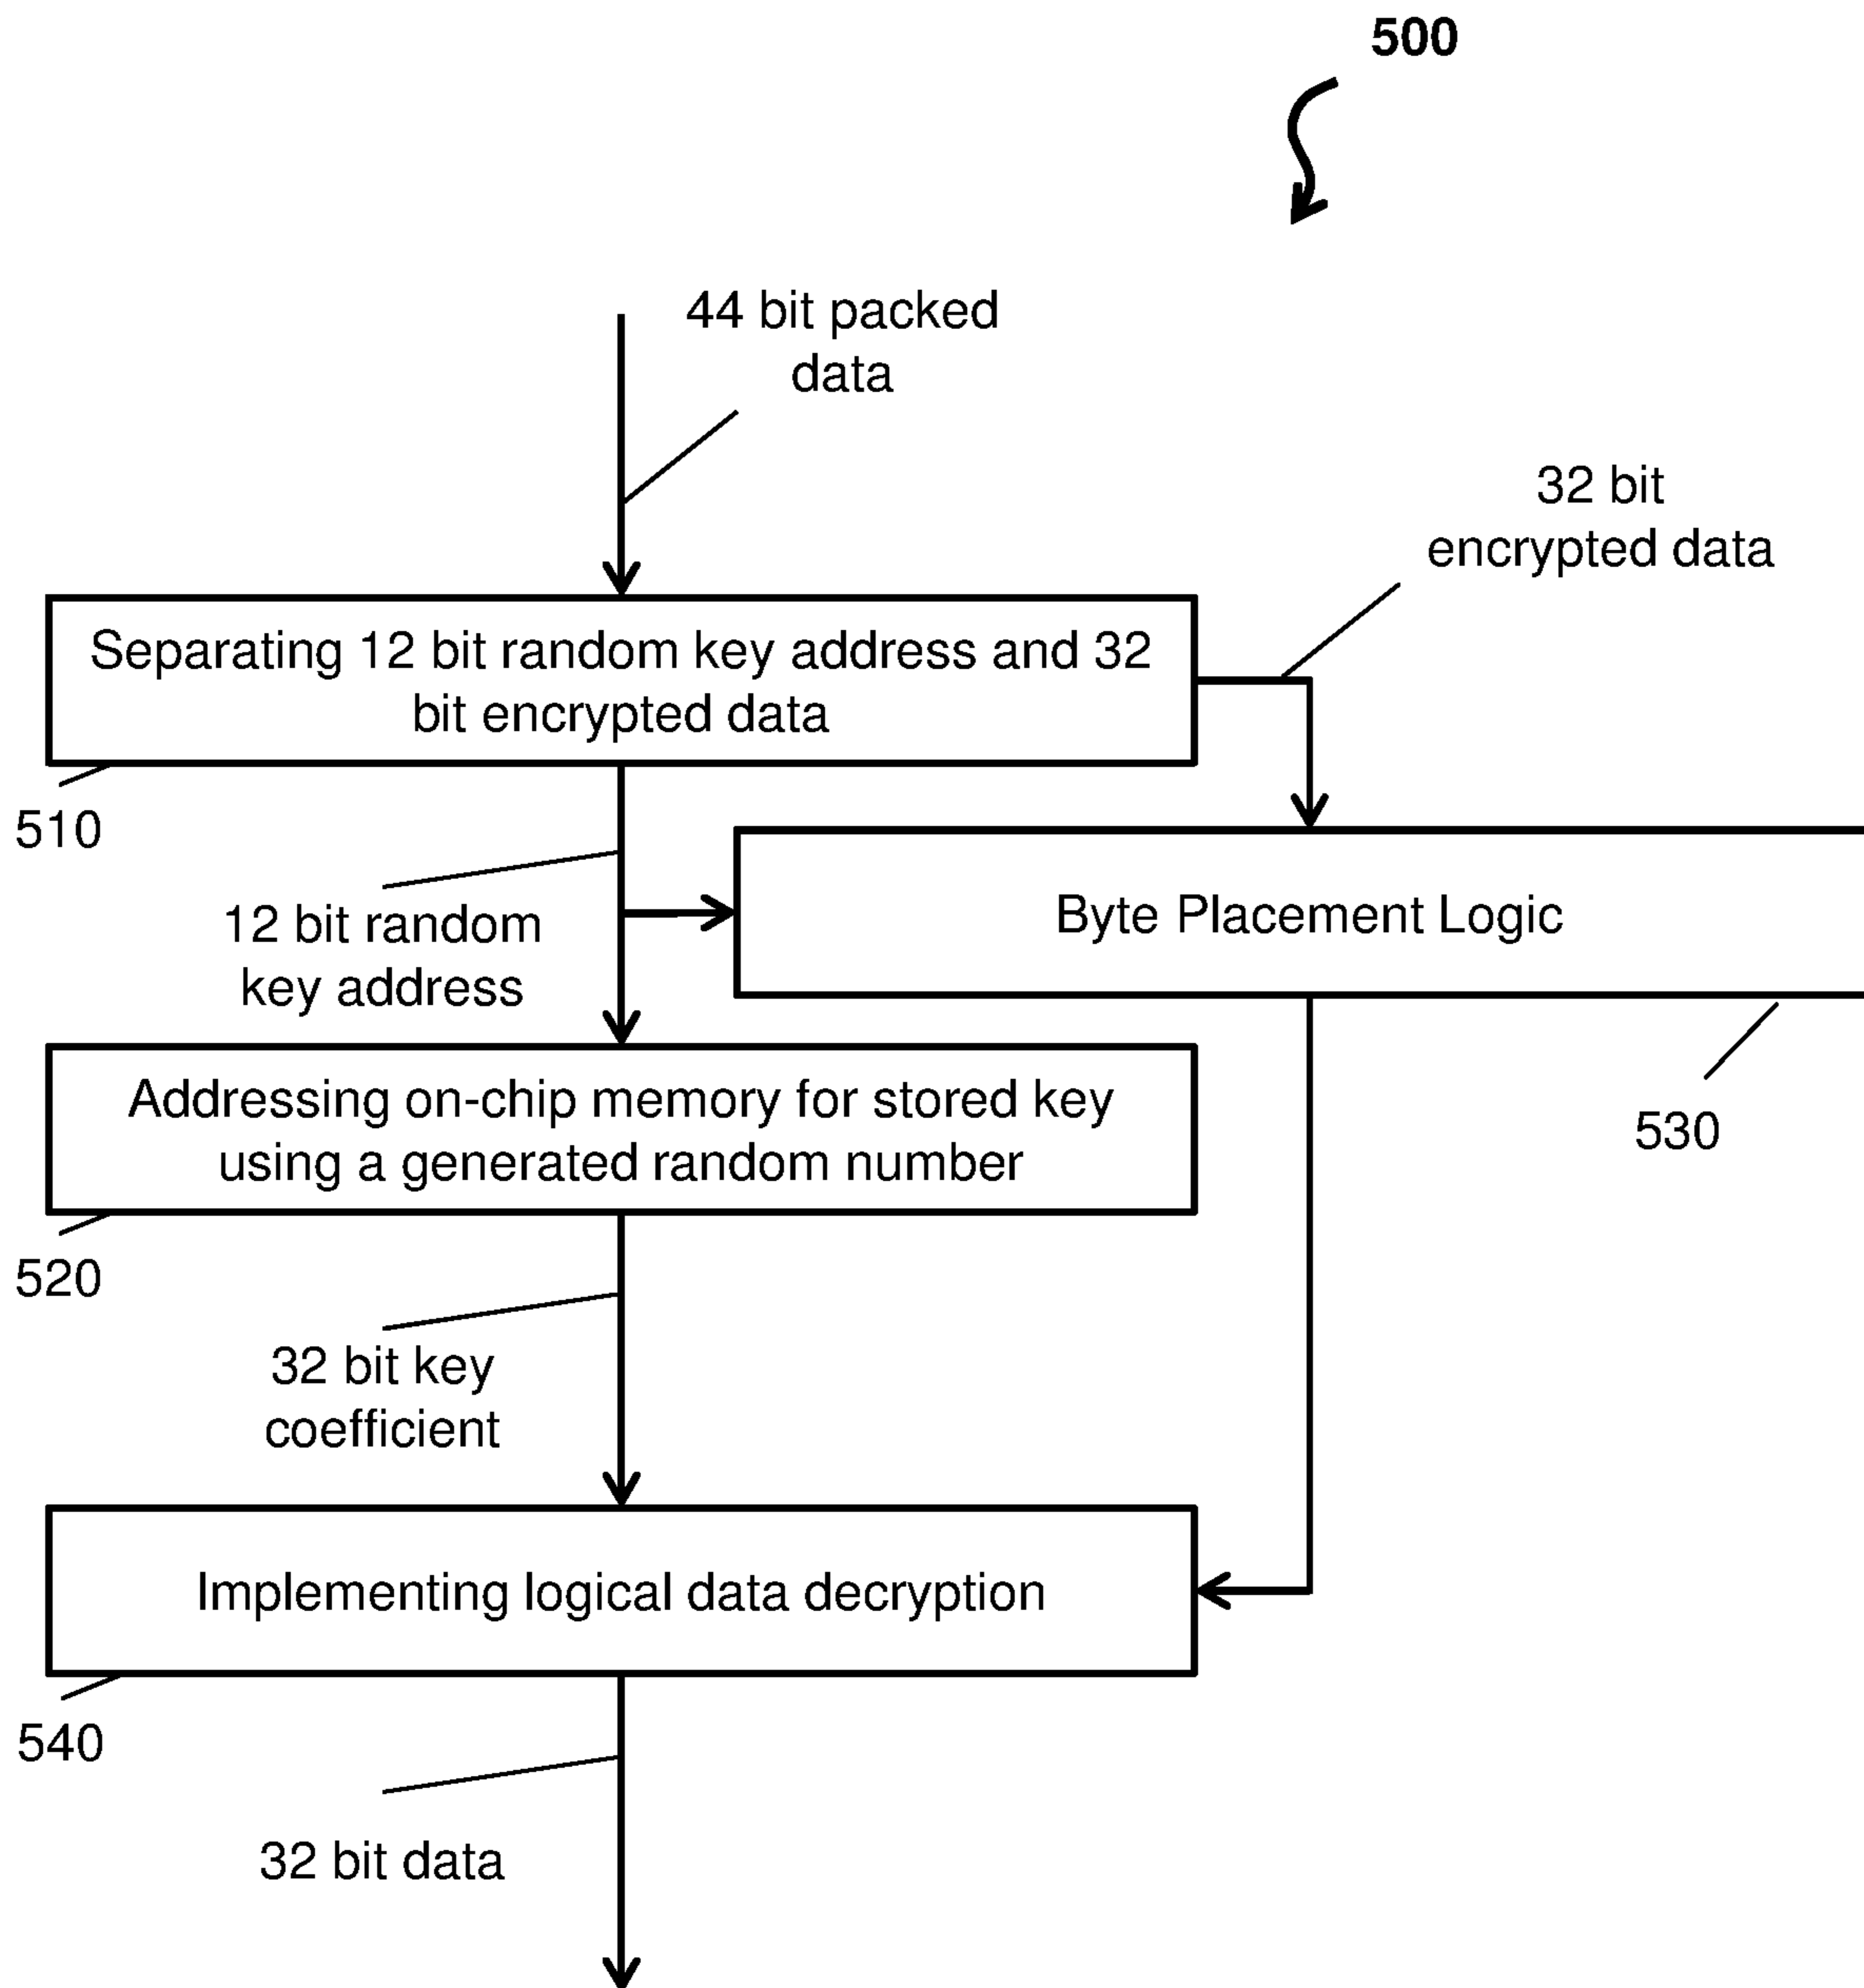 500
44 bit packed
data
32 bit
encrypted data
Separating 12 bit random key address and 32
bit encrypted data
510
12 bit random
key address
Byte Placement Logic
530
Addressing on-chip memory for stored key
using a generated random number
520
32 bit key
coefficient
Implementing logical data decryption
540
32 bit data